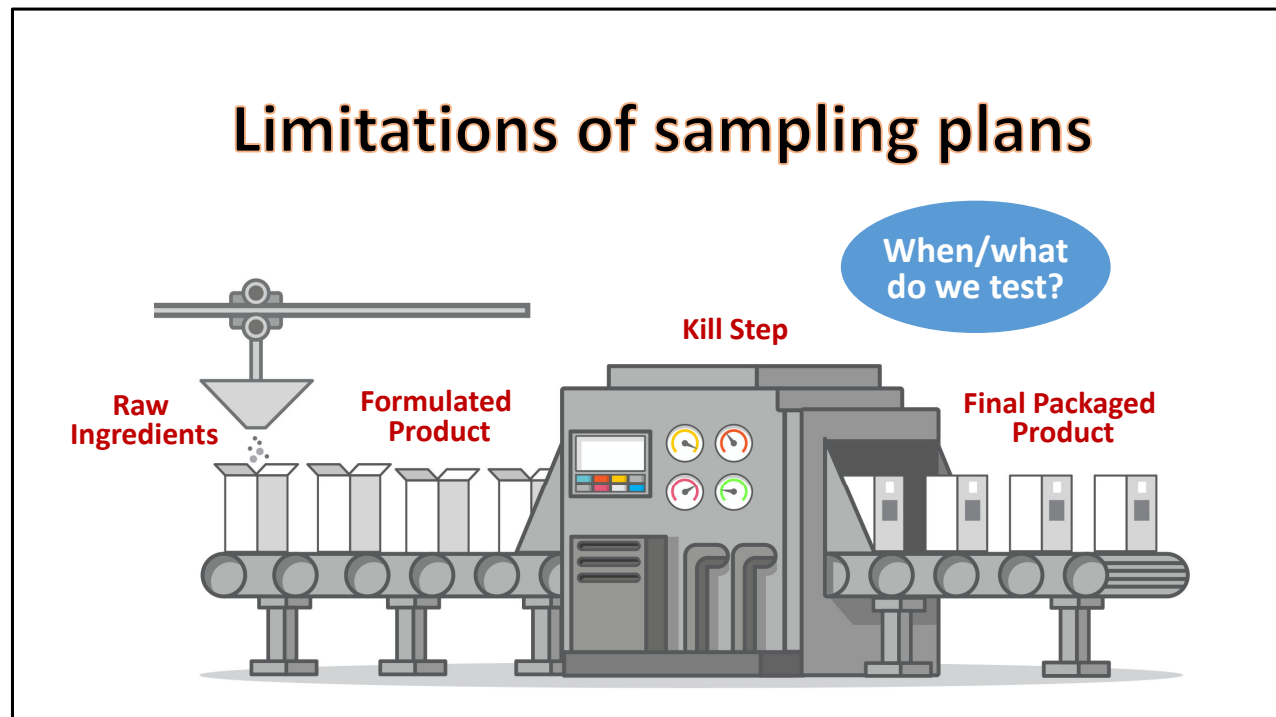 Limitations of sampling plans
When/what
do we test?
Kill Step
Raw
Ingredients
Formulated
Product
Final Packaged
Product